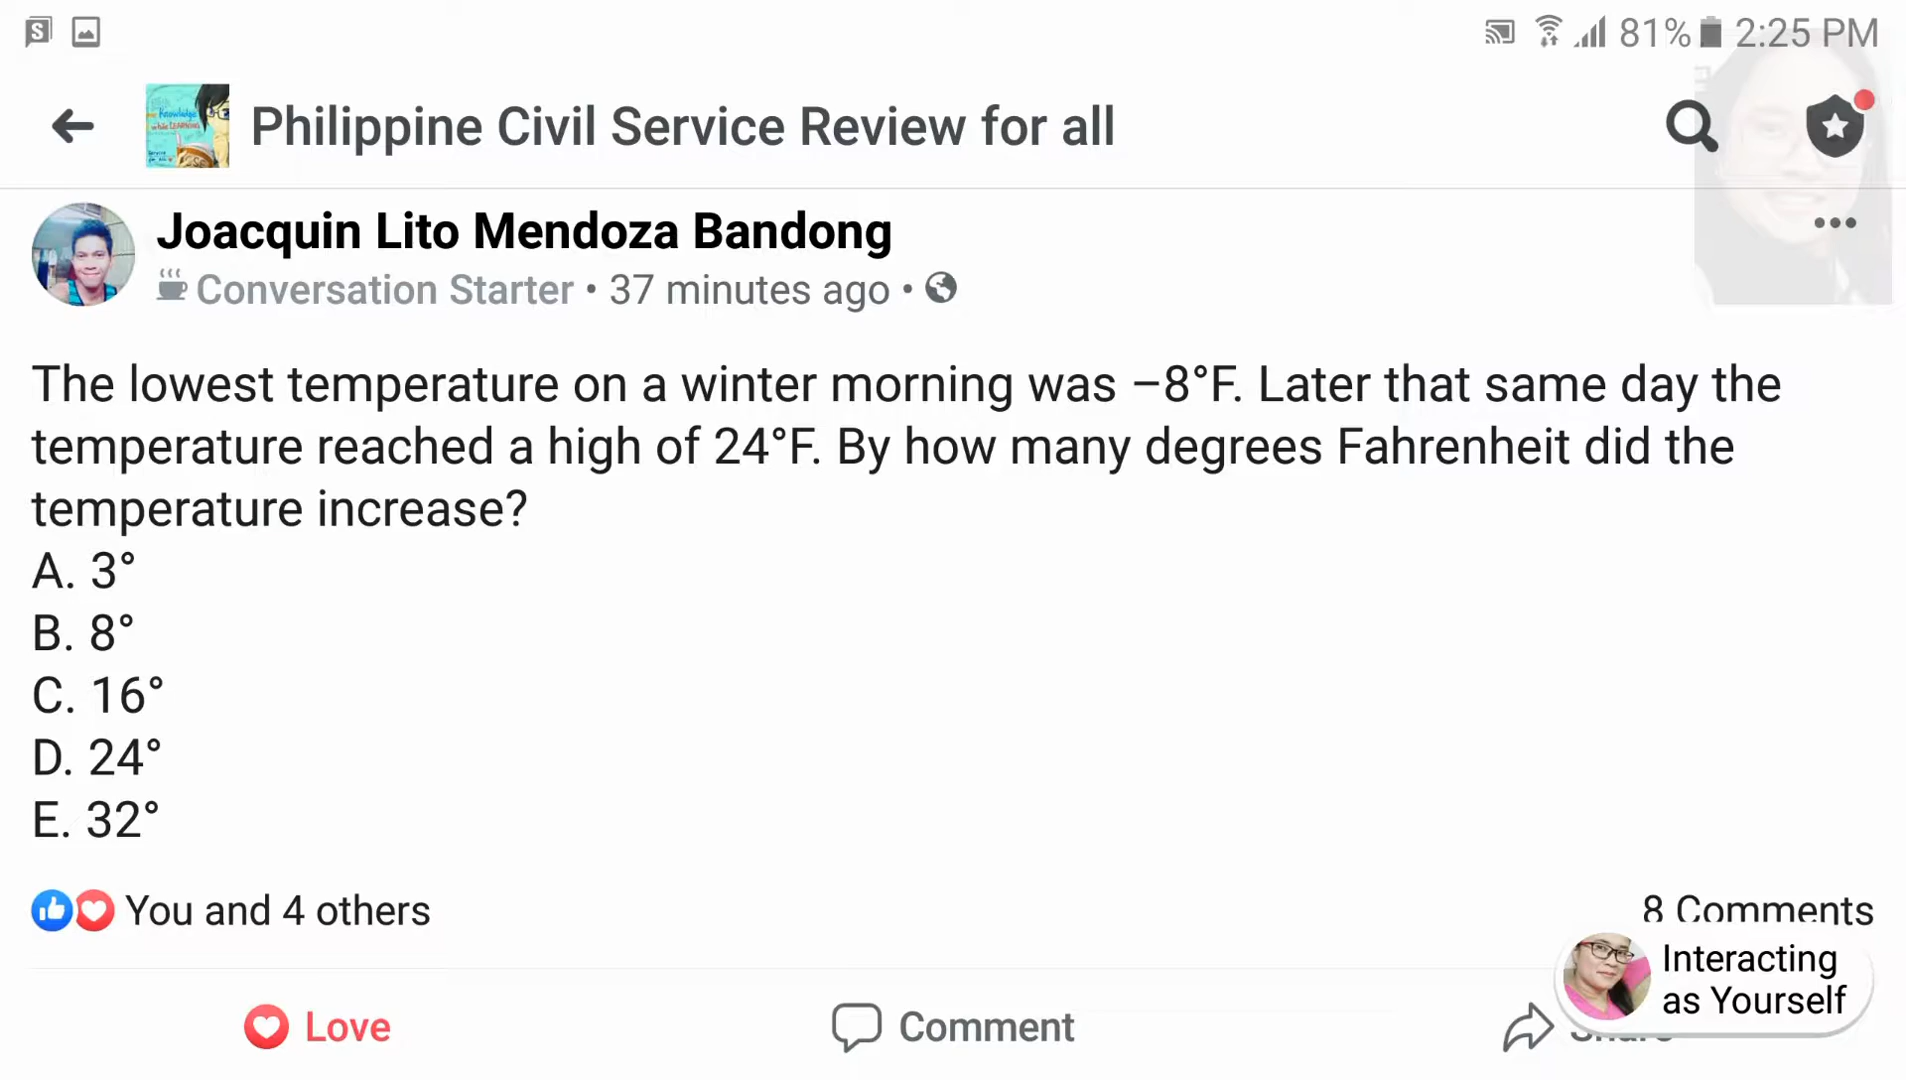 81% 2:25 PM
Philippine Civil Service Review for all
Joacquin Lito Mendoza Bandong
Conversation Starter • 37 minutes ago •
The lowest temperature on a winter morning was –8°F. Later that same day the
temperature reached a high of 24°F. By how many degrees Fahrenheit did the
temperature increase?
A. 3°
B. 8°
C. 16°
D. 24°
E. 32°
You and 4 others
8 Comments
Interacting
as Yourself
Love
Comment